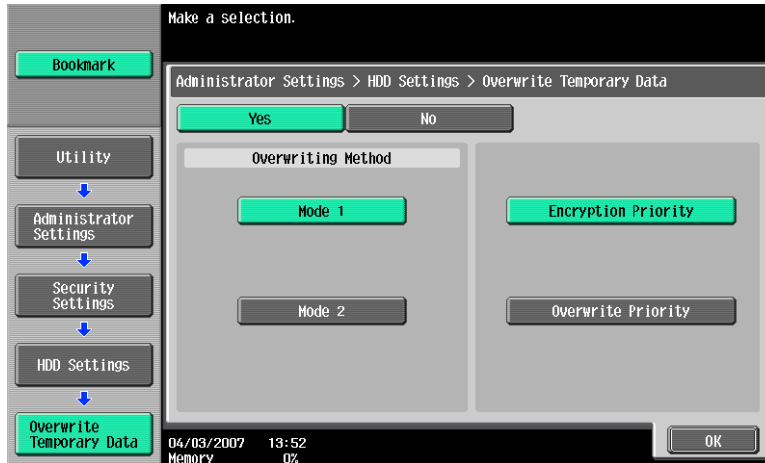 Make a selection.
Bookmark
Administrator Settings > HDD Settings > Overwrite Temporary Data
Yes
No
Utility
Overwriting Method
Mode 1
Encryption Priority
Administrator
Settings
Security
Settings
Mode 2
Overwrite Priority
HDD Settings
Overwrite
Temporary Data
04/03/2007 13:52
Memory 0%
OK